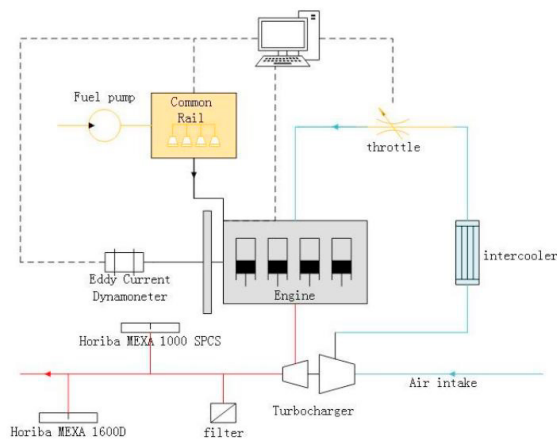 Fuel pump
Common
Rail
throttle
intercooler
Eddy Current
Dynamometer
Engine
Horiba MEXA 1000 SPCS
Air intake
Turbocharger
Horiba MEXA 1600D
filter